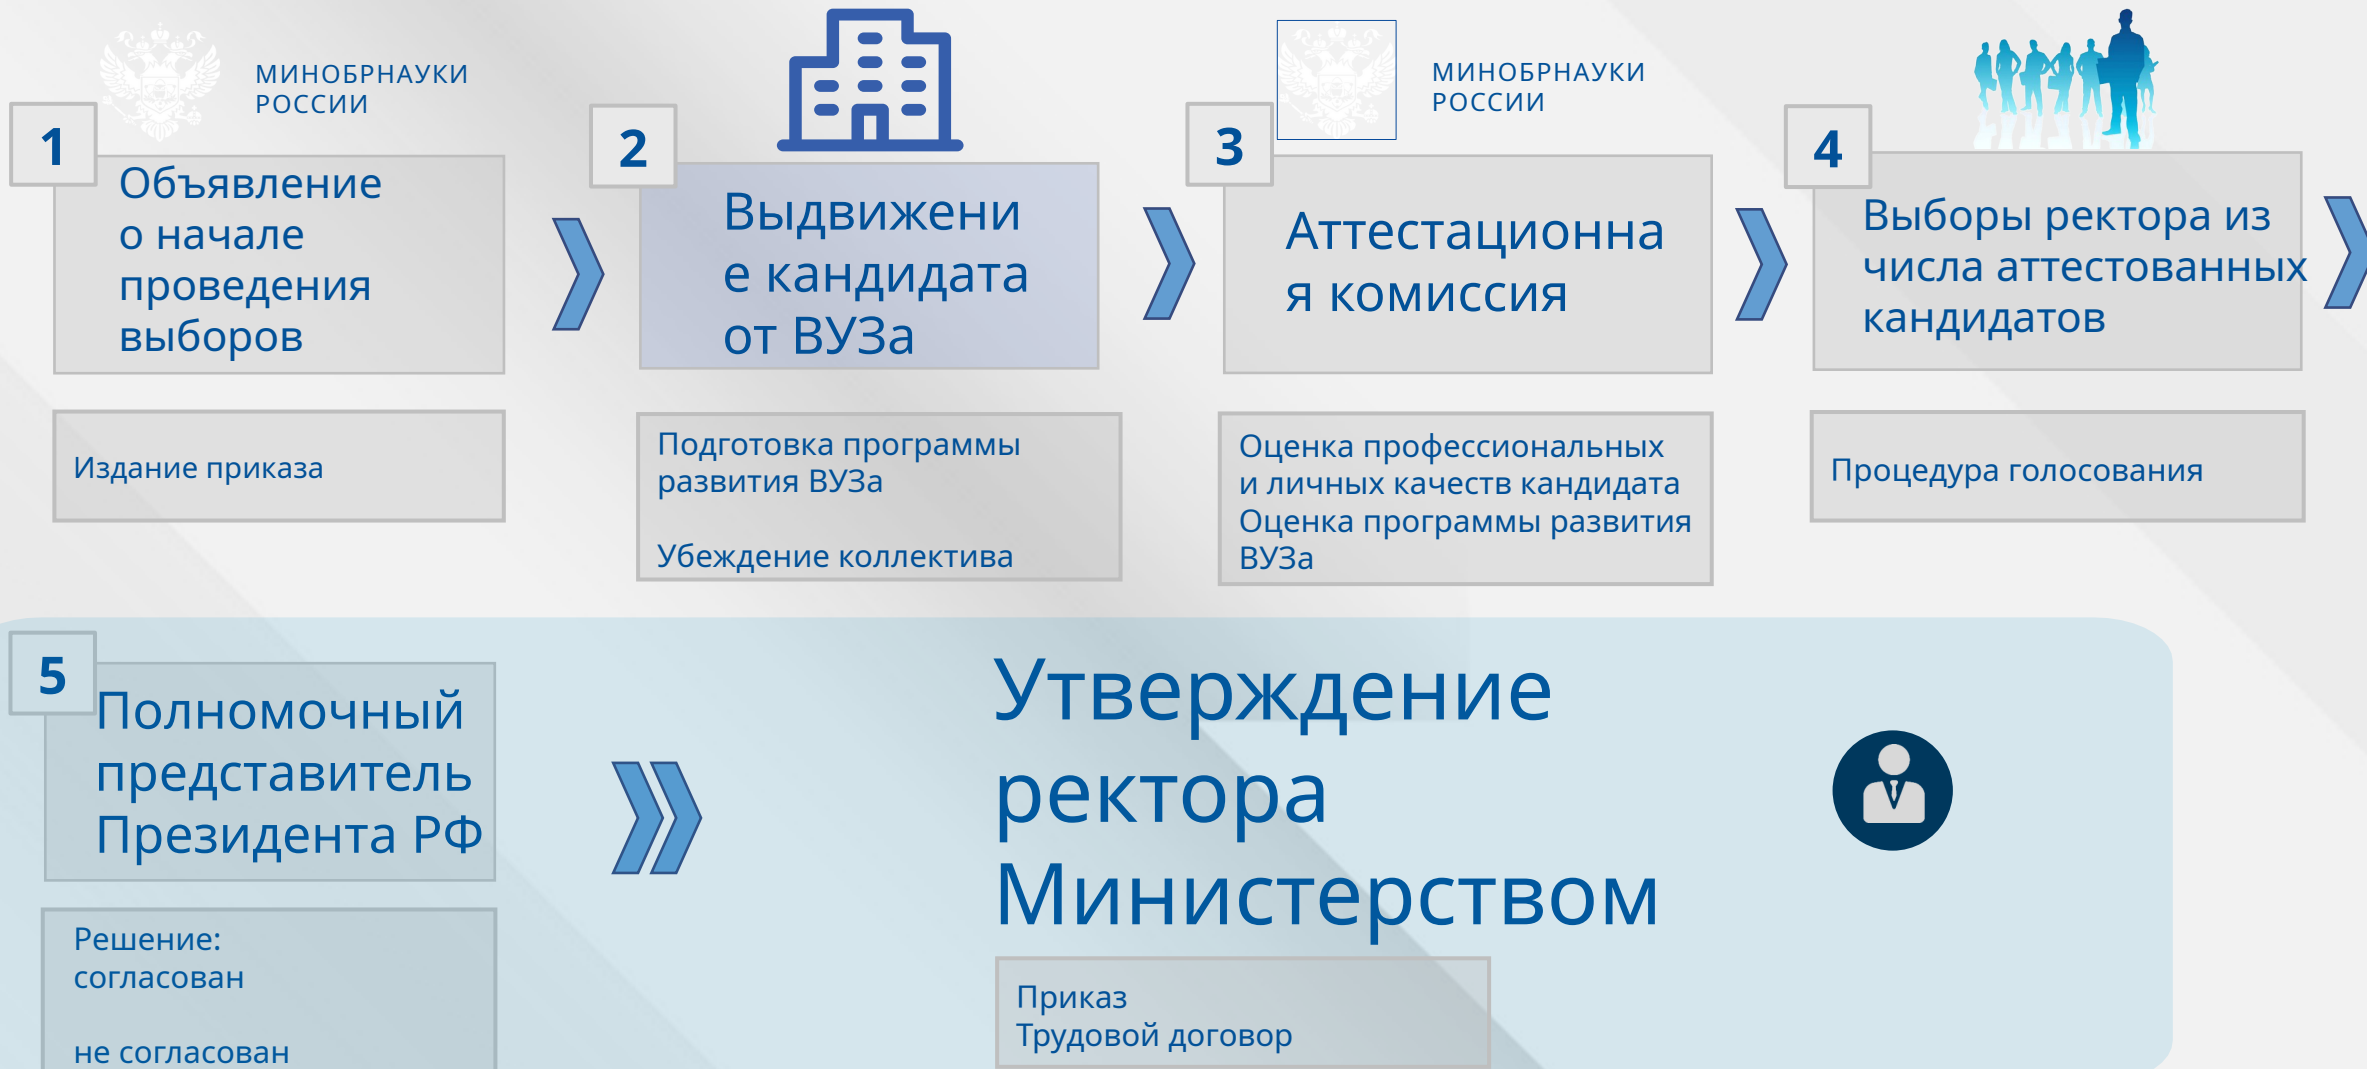 МИНОБРНАУКИ
РОССИИ
1
Объявление
о начале
проведения
выборов
Издание приказа
2
Выдвижени
е кандидата
от ВУЗа
Подготовка программы
развития ВУЗа
Убеждение коллектива
МИНОБРНАУКИ
РОССИИ
3
Аттестационна
я комиссия
Оценка профессиональных
и личных качеств кандидата
Оценка программы развития
ВУЗа
4
Выборы ректора из
числа аттестованных
кандидатов
Процедура голосования
5
Полномочный
представитель
Президента РФ
Решение:
согласован
не согласован
Утверждение
ректора
Министерством
Приказ
Трудовой договор